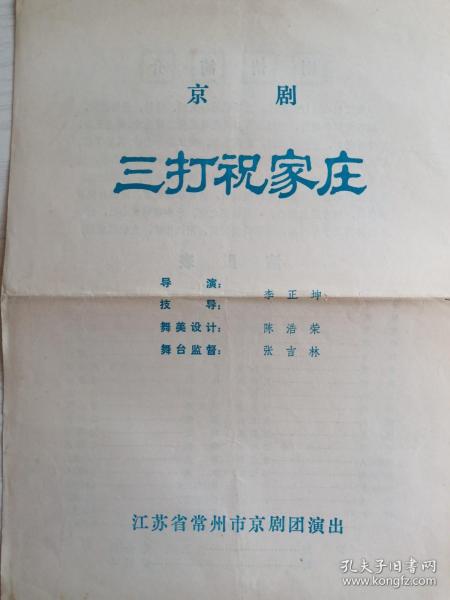 京剧
三打祝家庄
导演：
李正坤
技导：
舞美设计：陈浩荣
舞台监督：张吉林
江苏省常州市京剧团演出
孔夫子旧书网
www.kongfz.com